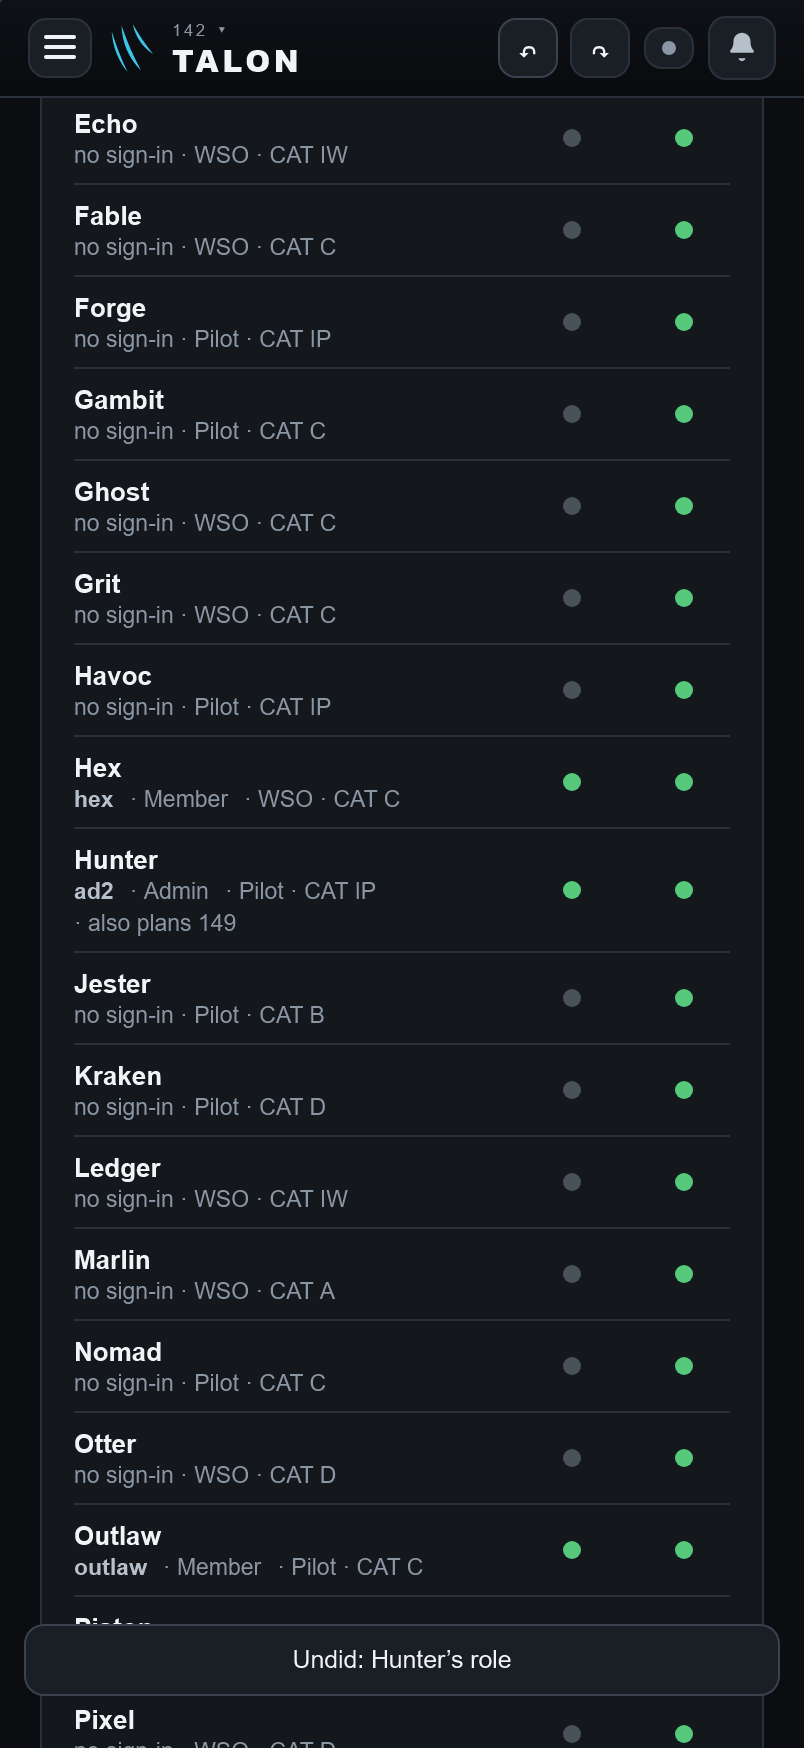 142 ▾
TALON
Echo
no sign-in · WSO · CAT IW
Fable
no sign-in · WSO · CAT C
Forge
no sign-in · Pilot · CAT IP
Gambit
no sign-in · Pilot · CAT C
Ghost
no sign-in · WSO · CAT C
Grit
no sign-in · WSO · CAT C
Havoc
no sign-in · Pilot · CAT IP
Hex
hex · Member · WSO · CAT C
Hunter
ad2 · Admin · Pilot · CAT IP
· also plans 149
Jester
no sign-in · Pilot · CAT B
Kraken
no sign-in · Pilot · CAT D
Ledger
no sign-in · WSO · CAT IW
Marlin
no sign-in · WSO · CAT A
Nomad
no sign-in · Pilot · CAT C
Otter
no sign-in · WSO · CAT D
Outlaw
outlaw · Member · Pilot · CAT C
Undid: Hunter’s role
Pixel
no sign-in · WSO · CAT D